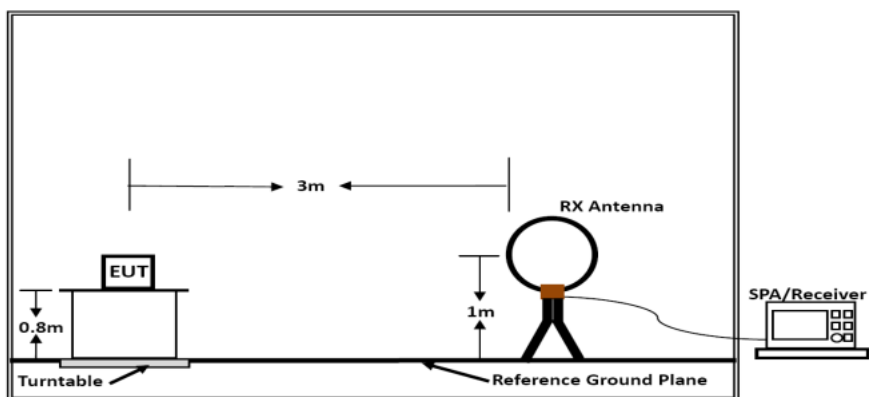 3m
RX Antenna
EUT
SPA/Receiver
0.8m
1m
Turntable
Reference Ground Plane